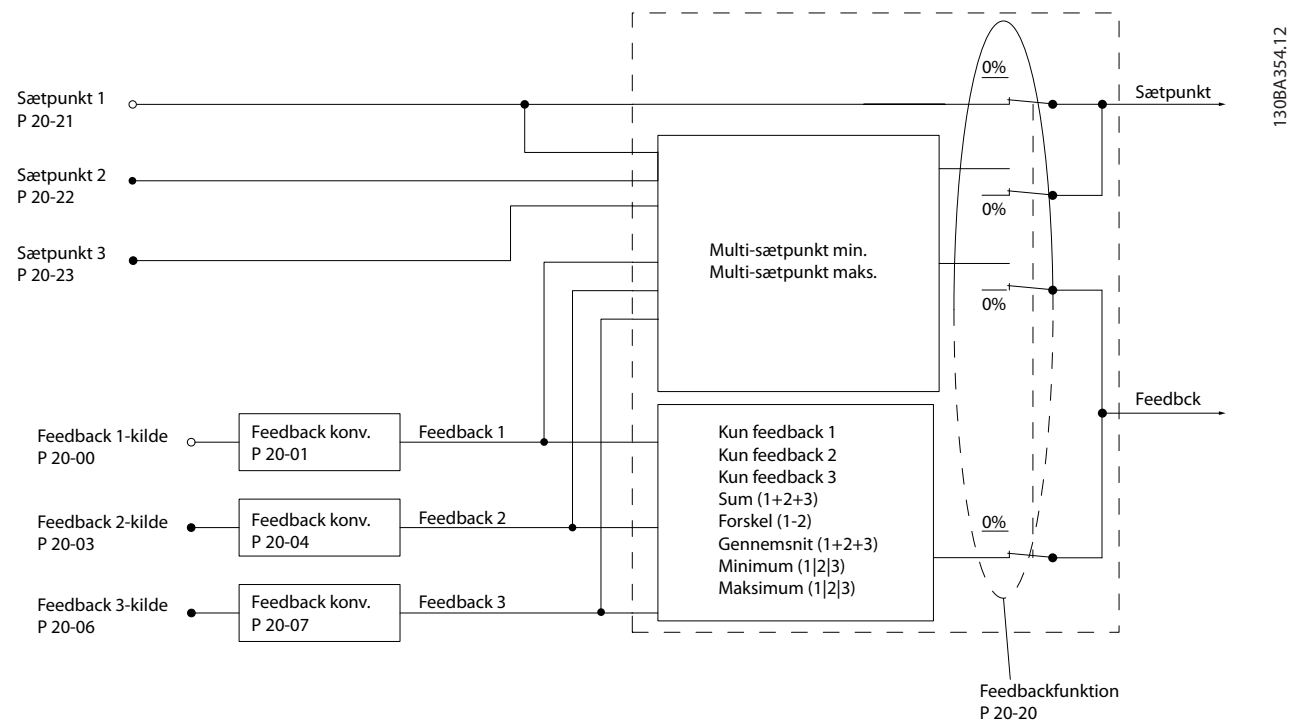 130BA354.12
0%
Sætpunkt 1
P 20-21
Sætpunkt
Sætpunkt 2
P 20-22
0%
Sætpunkt 3
P 20-23
Multi-sætpunkt min.
Multi-sætpunkt maks.
0%
Feedbck
Feedback 1-kilde
P 20-00
Feedback konv.
P 20-01
Feedback 1
Kun feedback 1
Kun feedback 2
Kun feedback 3
Sum (1+2+3)
Forskel (1-2)
Gennemsnit (1+2+3)
Minimum (1|2|3)
Maksimum (1|2|3)
0%
Feedback 2-kilde
P 20-03
Feedback konv.
P 20-04
Feedback 2
Feedback 3-kilde
P 20-06
Feedback konv.
P 20-07
Feedback 3
Feedbackfunktion
P 20-20